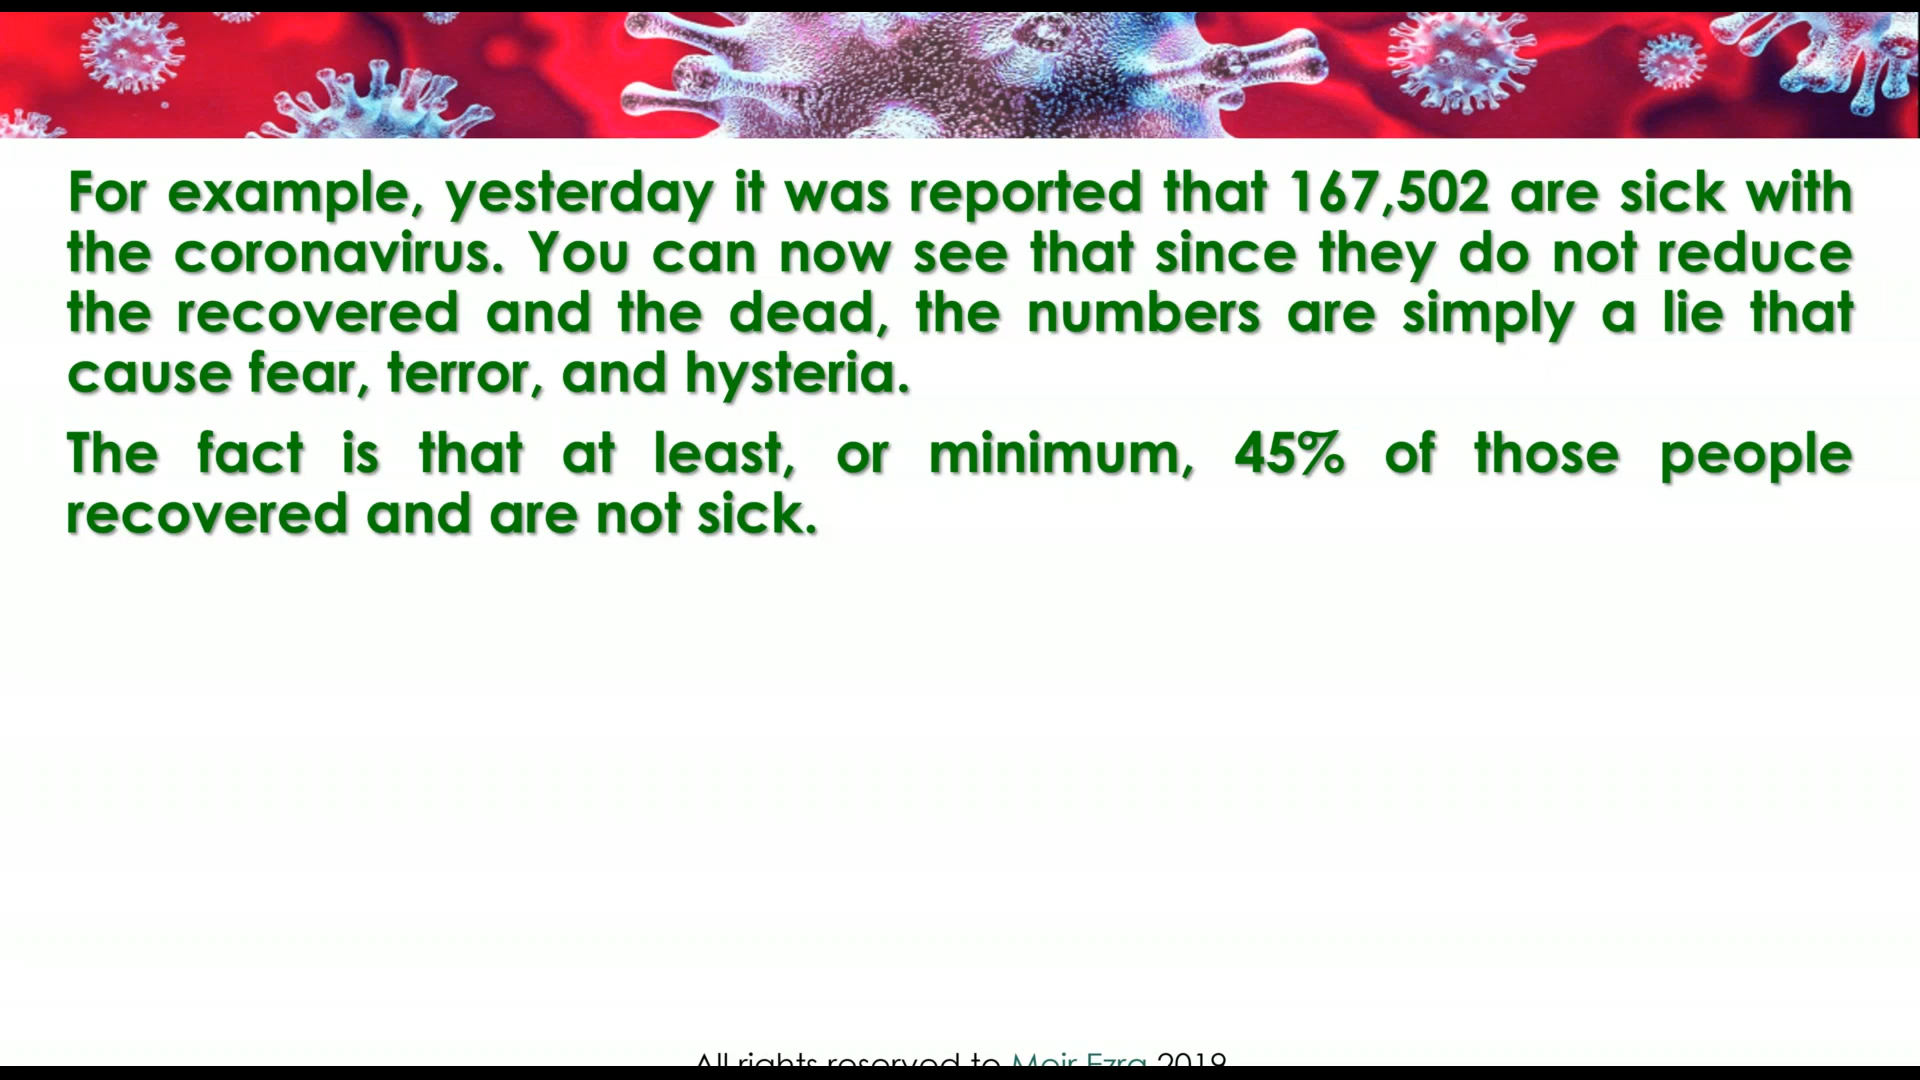 For example, yesterday it was reported that 167,502 are sick with
the coronavirus. You can now see that since they do not reduce
the recovered and the dead, the numbers are simply a lie that
cause fear, terror, and hysteria.
The fact is that at least, or minimum, 45% of those people
recovered and are not sick.
All rights reserved to Meir Ezra 2019